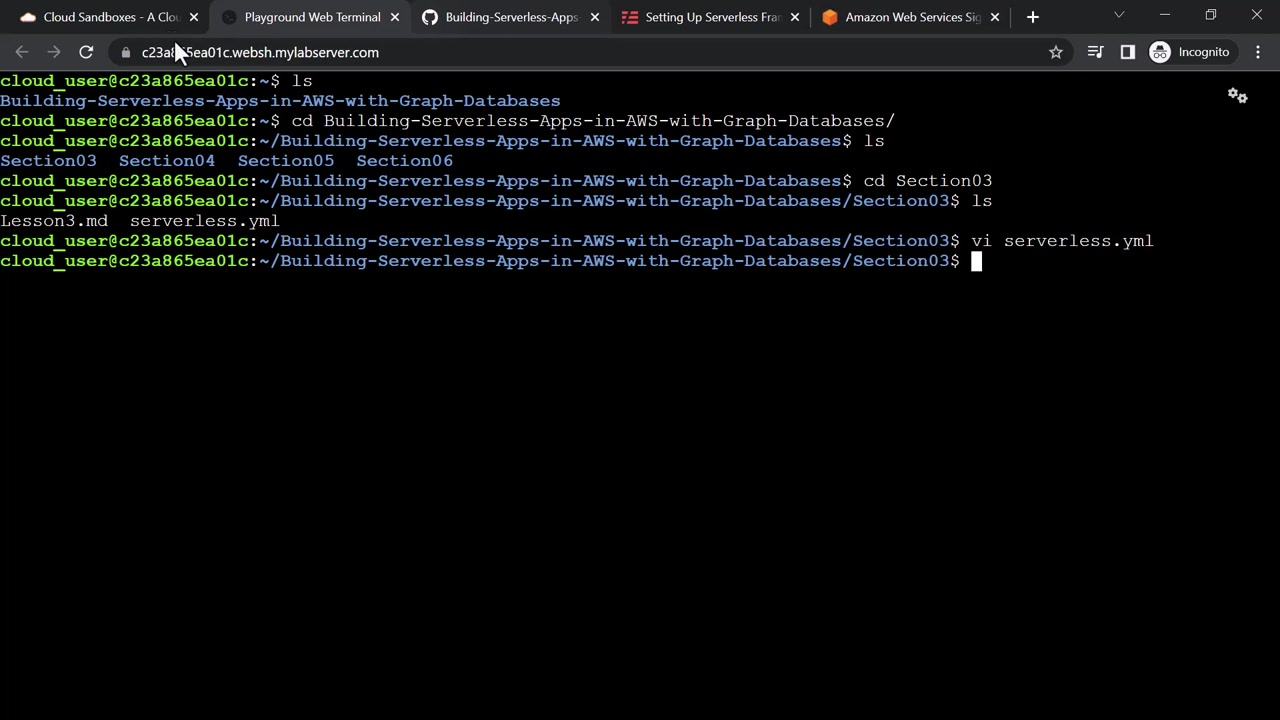 Cloud Sandboxes - A Clou
Playground Web Terminal
Building-Serverless-Apps-
Setting Up Serverless Fran
Amazon Web Services Sig
c23a865ea01c.websh.mylabserver.com
Incognito
cloud_user@c23a865ea01c:~$ ls
Building-Serverless-Apps-in-AWS-with-Graph-Databases
cloud_user@c23a865ea01c:~$ cd Building-Serverless-Apps-in-AWS-with-Graph-Databases/
cloud_user@c23a865ea01c:~/Building-Serverless-Apps-in-AWS-with-Graph-Databases$ ls
Section03  Section04  Section05  Section06
cloud_user@c23a865ea01c:~/Building-Serverless-Apps-in-AWS-with-Graph-Databases$ cd Section03
cloud_user@c23a865ea01c:~/Building-Serverless-Apps-in-AWS-with-Graph-Databases/Section03$ ls
Lesson3.md  serverless.yml
cloud_user@c23a865ea01c:~/Building-Serverless-Apps-in-AWS-with-Graph-Databases/Section03$ vi serverless.yml
cloud_user@c23a865ea01c:~/Building-Serverless-Apps-in-AWS-with-Graph-Databases/Section03$